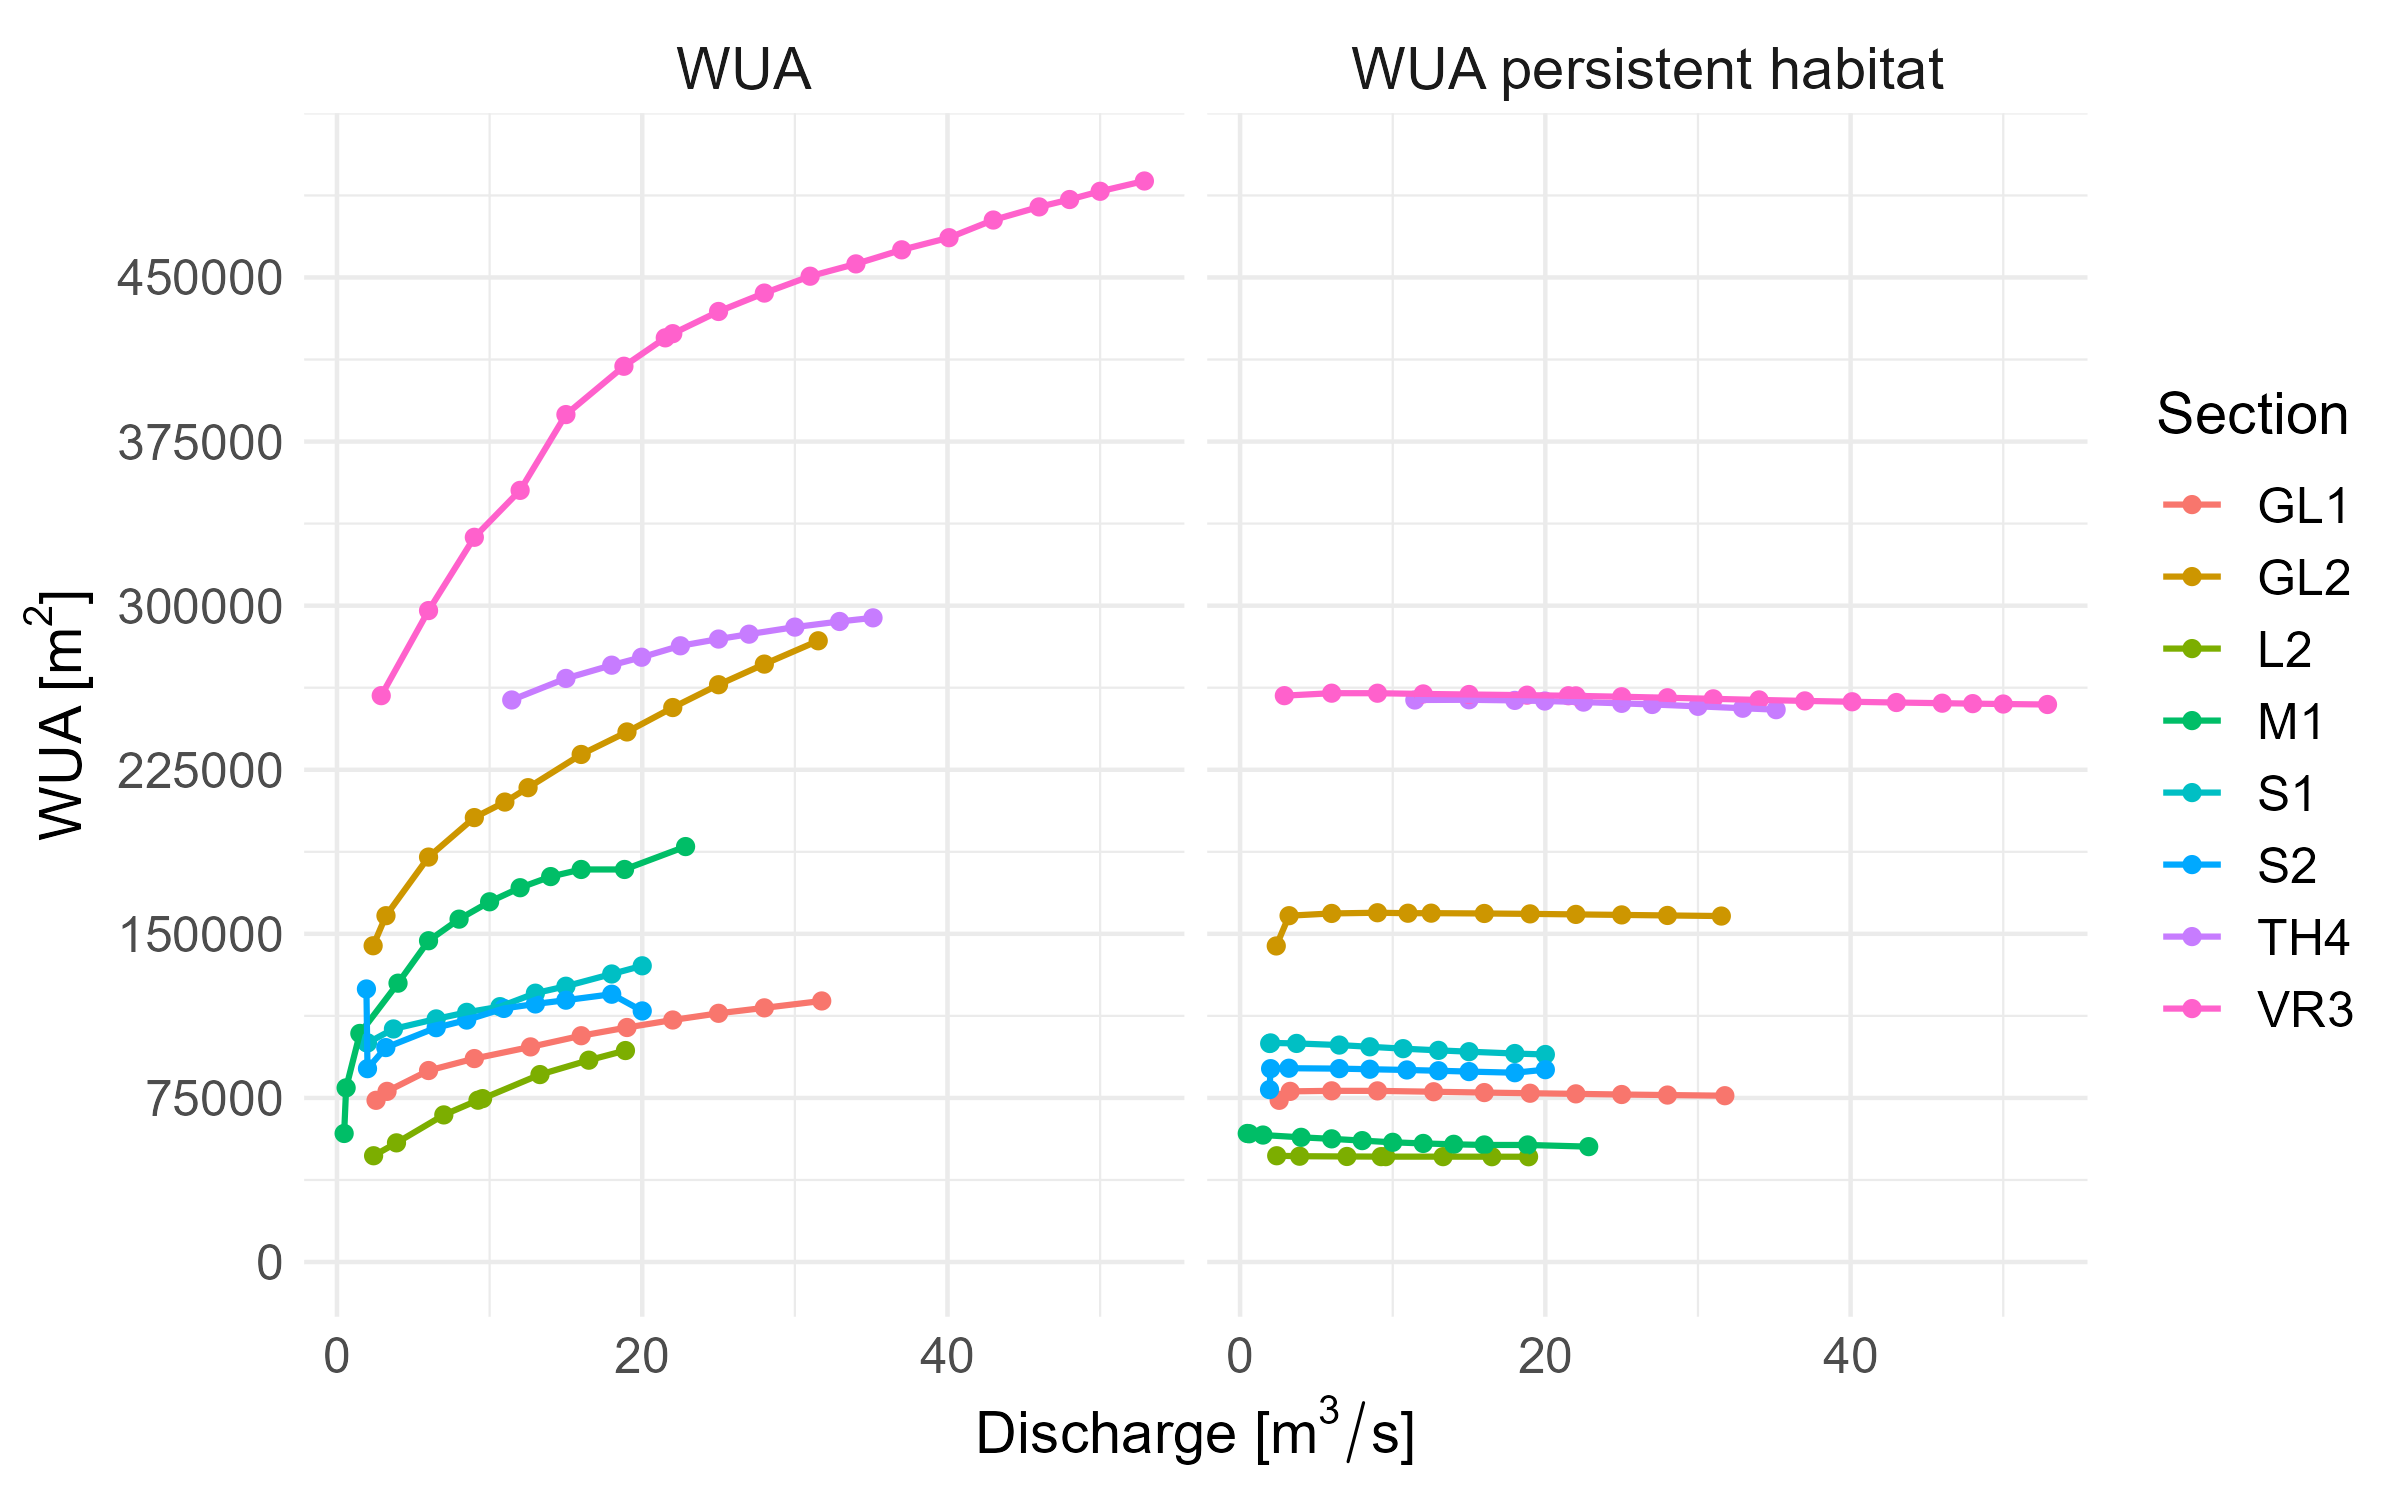 WUA
WUA persistent habitat
450000
375000
300000
225000
150000
75000
0
WUA [m²]
0 20 40
0 20 40
Discharge [m³/s]
Section
GL1
GL2
L2
M1
S1
S2
TH4
VR3